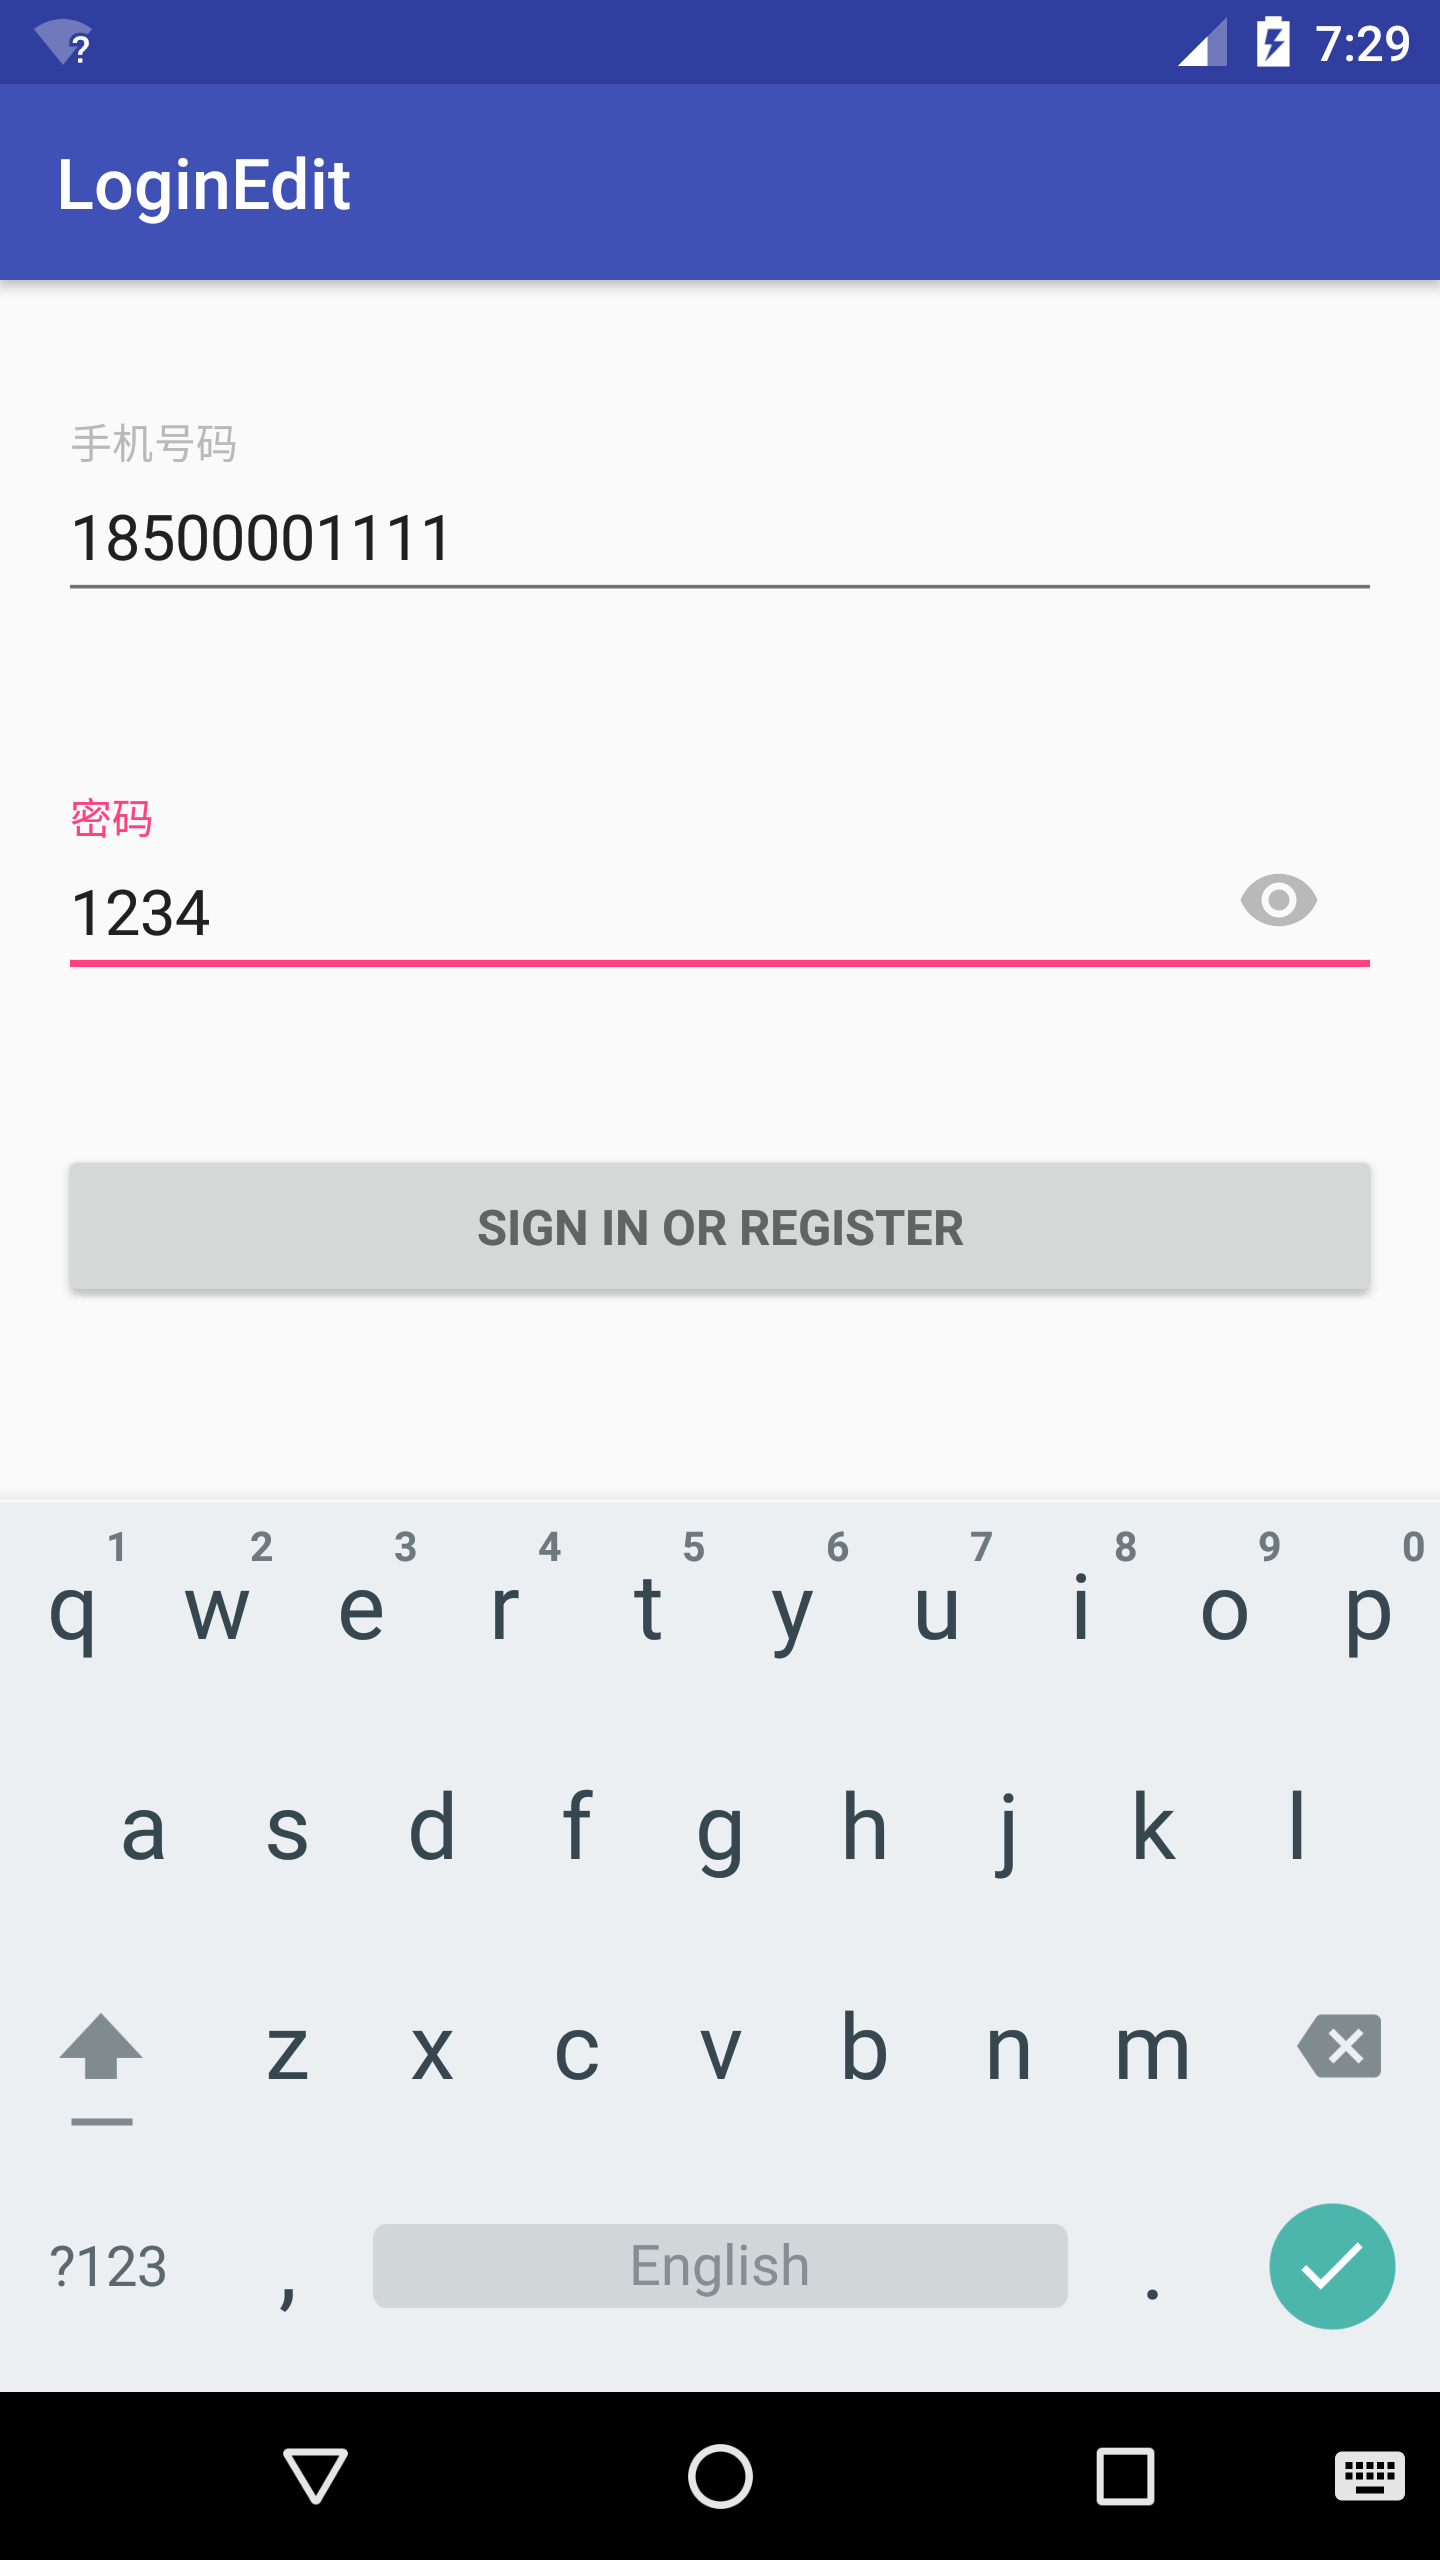 ?
7:29
LoginEdit
手机号码
18500001111
密码
1234
SIGN IN OR REGISTER
1 2 3 4 5 6 7 8 9 0
q w e r t y u i o p
a s d f g h j k l
z x c v b n m
?123 , English .